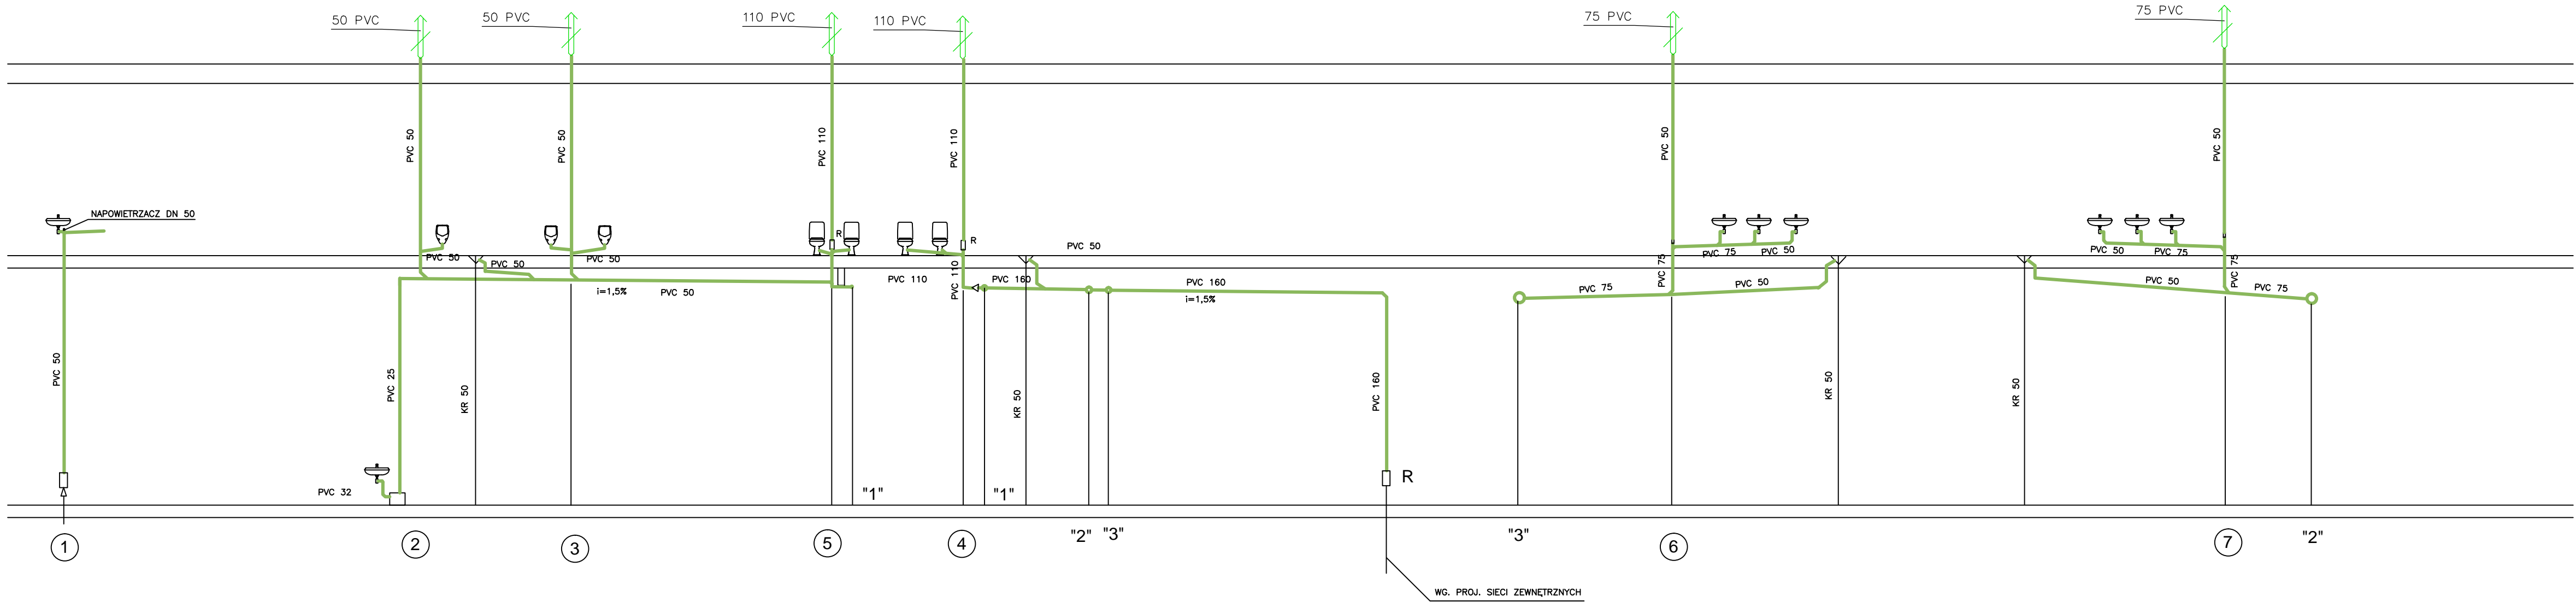 50 PVC
50 PVC
110 PVC
110 PVC
75 PVC
75 PVC
PVC 50
PVC 50
PVC 110
PVC 110
PVC 50
PVC 50
NAPOWIETRZACZ DN 50
R
R
PVC 50
PVC 50
PVC 50
PVC 50
PVC 75
PVC 50
PVC 50
PVC 75
i=1,5%
PVC 50
PVC 110
PVC 110
PVC 160
PVC 160
i=1,5%
PVC 75
PVC 75
PVC 50
PVC 50
PVC 75
PVC 75
PVC 50
PVC 25
KR 50
KR 50
PVC 160
KR 50
KR 50
PVC 32
"1"
"1"
R
1
2
3
5
4
"2"
"3"
"3"
6
7
"2"
WG. PROJ. SIECI ZEWNĘTRZNYCH